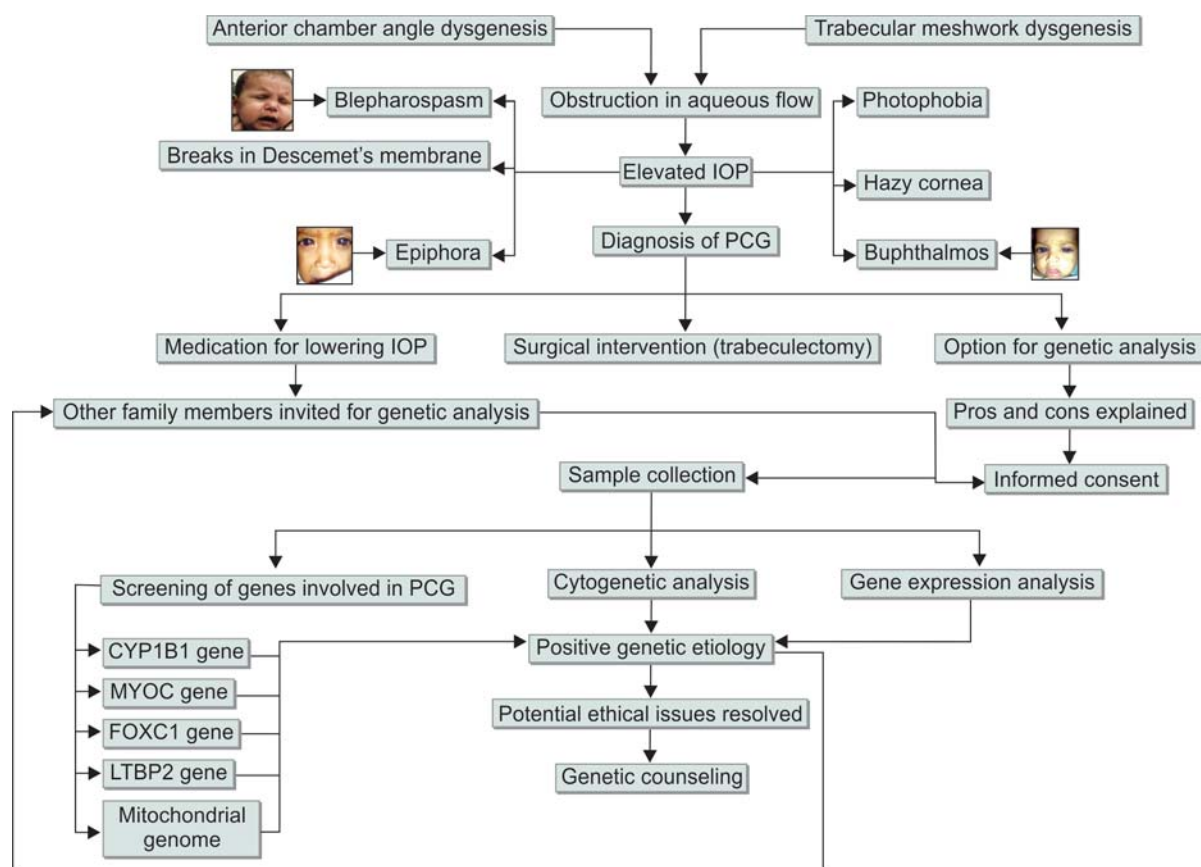 Anterior chamber angle dysgenesis
Trabecular meshwork dysgenesis
Blepharospasm
Obstruction in aqueous flow
Photophobia
Breaks in Descemet's membrane
Elevated IOP
Hazy cornea
Epiphora
Diagnosis of PCG
Buphthalmos
Medication for lowering IOP
Surgical intervention (trabeculectomy)
Option for genetic analysis
Other family members invited for genetic analysis
Pros and cons explained
Sample collection
Informed consent
Screening of genes involved in PCG
Cytogenetic analysis
Gene expression analysis
CYP1B1 gene
Positive genetic etiology
MYOC gene
Potential ethical issues resolved
FOXC1 gene
LTBP2 gene
Genetic counseling
Mitochondrial
genome